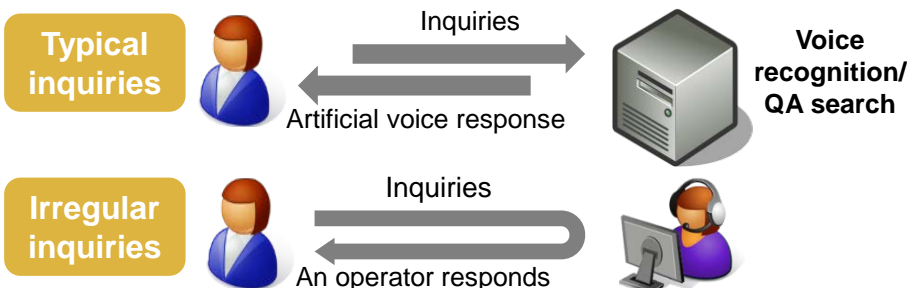 Typical
inquiries
Inquiries
Artificial voice response
Voice
recognition/
QA search
Irregular
inquiries
Inquiries
An operator responds